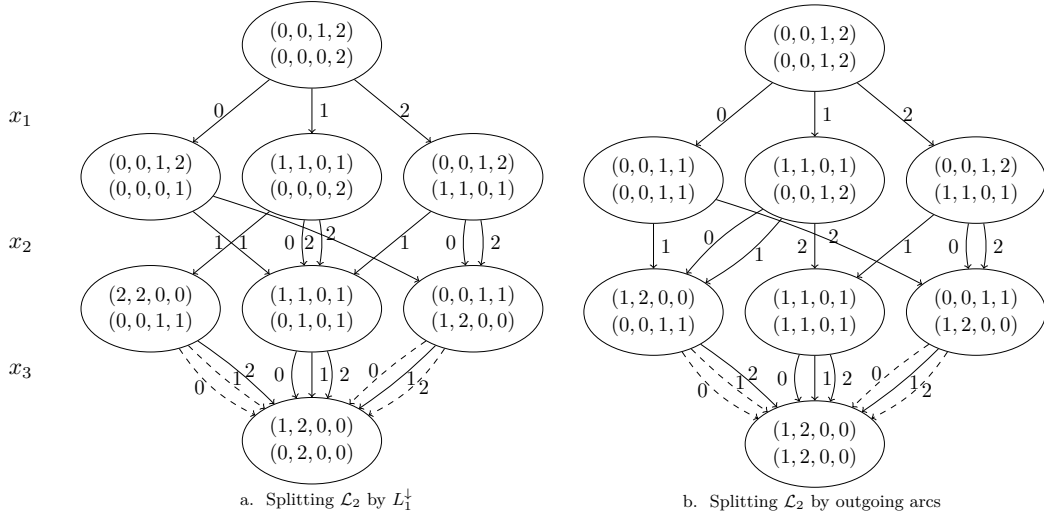 (0, 0, 1, 2)
(0, 0, 0, 2)
(0, 0, 1, 2)
(0, 0, 1, 2)
x₁
0
1
2
0
1
2
(0, 0, 1, 2)
(0, 0, 0, 1)
(1, 1, 0, 1)
(0, 0, 0, 2)
(0, 0, 1, 2)
(1, 1, 0, 1)
(0, 0, 1, 1)
(0, 0, 1, 1)
(1, 1, 0, 1)
(0, 0, 1, 2)
(0, 0, 1, 2)
(1, 1, 0, 1)
x₂
1
1
0
2
2
1
0
2
1
0
1
2
2
1
0
2
(2, 2, 0, 0)
(0, 0, 1, 1)
(1, 1, 0, 1)
(0, 1, 0, 1)
(0, 0, 1, 1)
(1, 2, 0, 0)
(1, 2, 0, 0)
(0, 0, 1, 1)
(1, 1, 0, 1)
(1, 1, 0, 1)
(0, 0, 1, 1)
(1, 2, 0, 0)
x₃
0
1
2
0
1
2
0
1
2
0
1
2
0
1
2
0
1
2
(1, 2, 0, 0)
(0, 2, 0, 0)
(1, 2, 0, 0)
(1, 2, 0, 0)
a. Splitting ℒ₂ by L₁↓
b. Splitting ℒ₂ by outgoing arcs